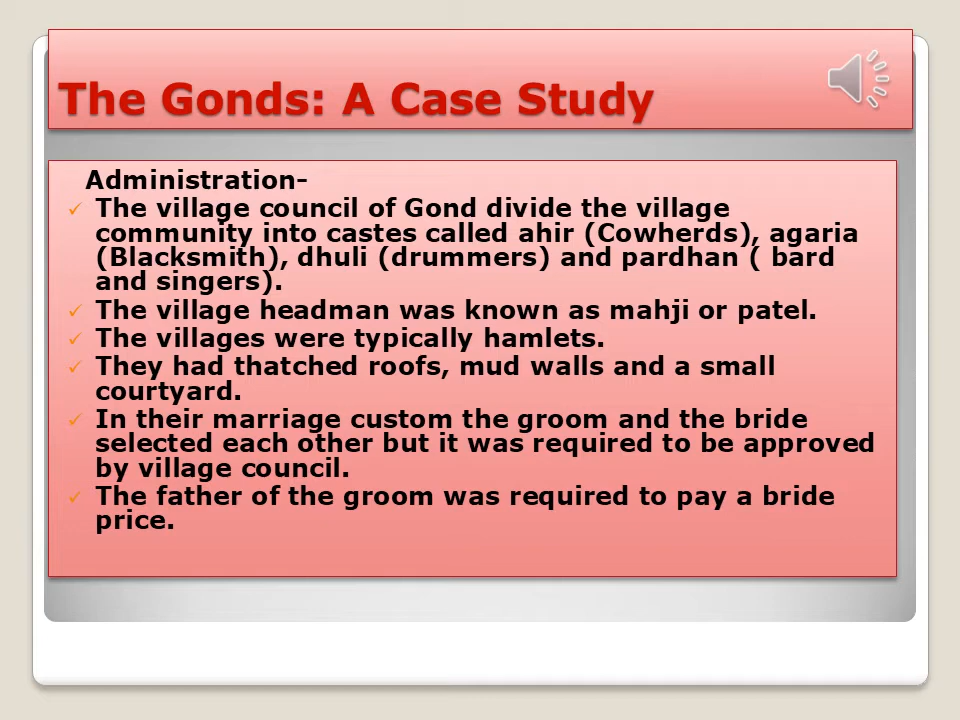 The Gonds: A Case Study
Administration-
The village council of Gond divide the village
community into castes called ahir (Cowherds), agaria
(Blacksmith), dhuli (drummers) and pardhan ( bard
and singers).
The village headman was known as mahji or patel.
The villages were typically hamlets.
They had thatched roofs, mud walls and a small
courtyard.
In their marriage custom the groom and the bride
selected each other but it was required to be approved
by village council.
The father of the groom was required to pay a bride
price.